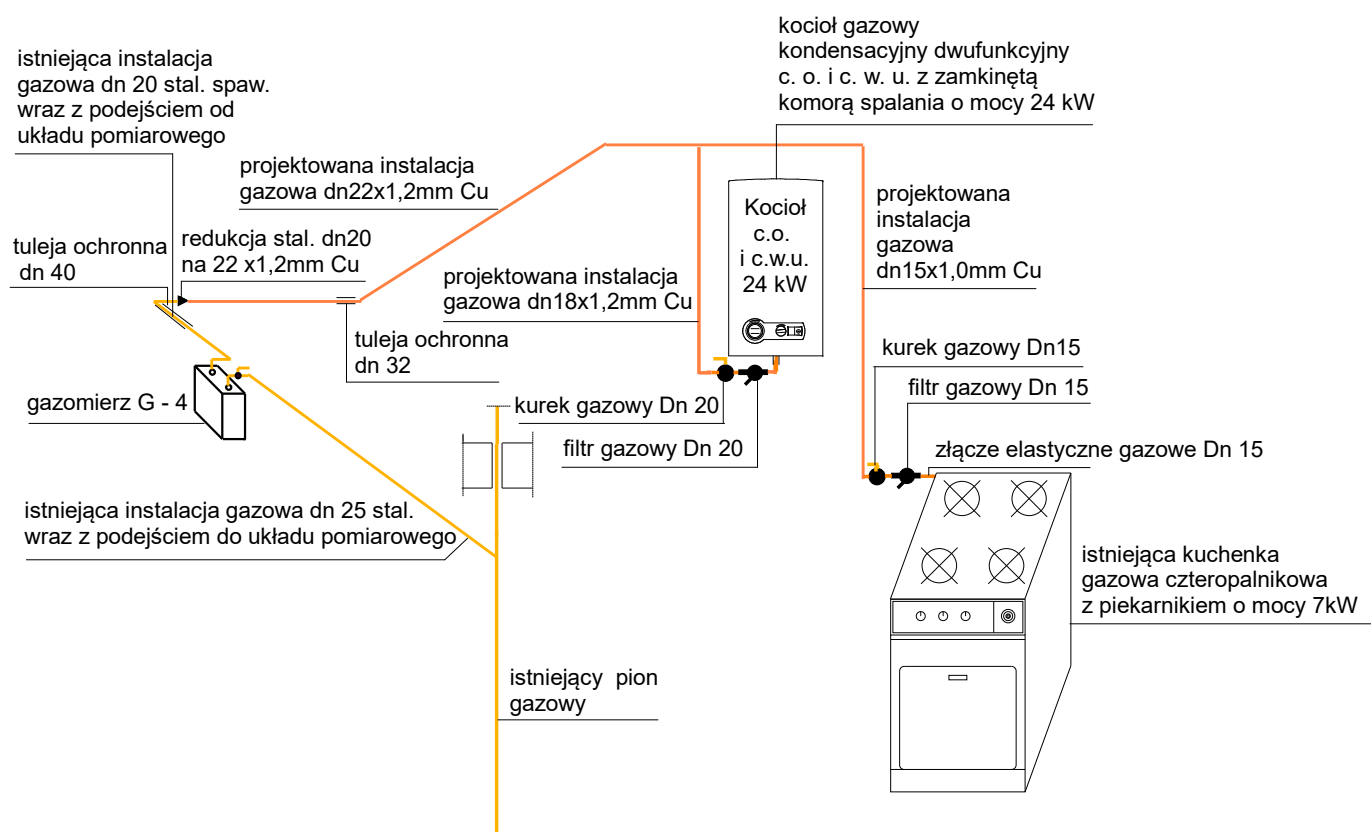 kocioł gazowy
kondensacyjny dwufunkcyjny
c. o. i c. w. u. z zamkinętą
komorą spalania o mocy 24 kW
istniejąca instalacja
gazowa dn 20 stal. spaw.
wraz z podejściem od
układu pomiarowego
projektowana instalacja
gazowa dn22x1,2mm Cu
tuleja ochronna
dn 40
redukcja stal. dn20
na 22 x1,2mm Cu
projektowana instalacja
gazowa dn18x1,2mm Cu
Kocioł
c.o.
i c.w.u.
24 kW
projektowana
instalacja
gazowa
dn15x1,0mm Cu
tuleja ochronna
dn 32
gazomierz G - 4
kurek gazowy Dn 20
filtr gazowy Dn 20
kurek gazowy Dn15
filtr gazowy Dn 15
złącze elastyczne gazowe Dn 15
istniejąca instalacja gazowa dn 25 stal.
wraz z podejściem do układu pomiarowego
istniejąca kuchenka
gazowa czteropalnikowa
z piekarnikiem o mocy 7kW
istniejący pion
gazowy